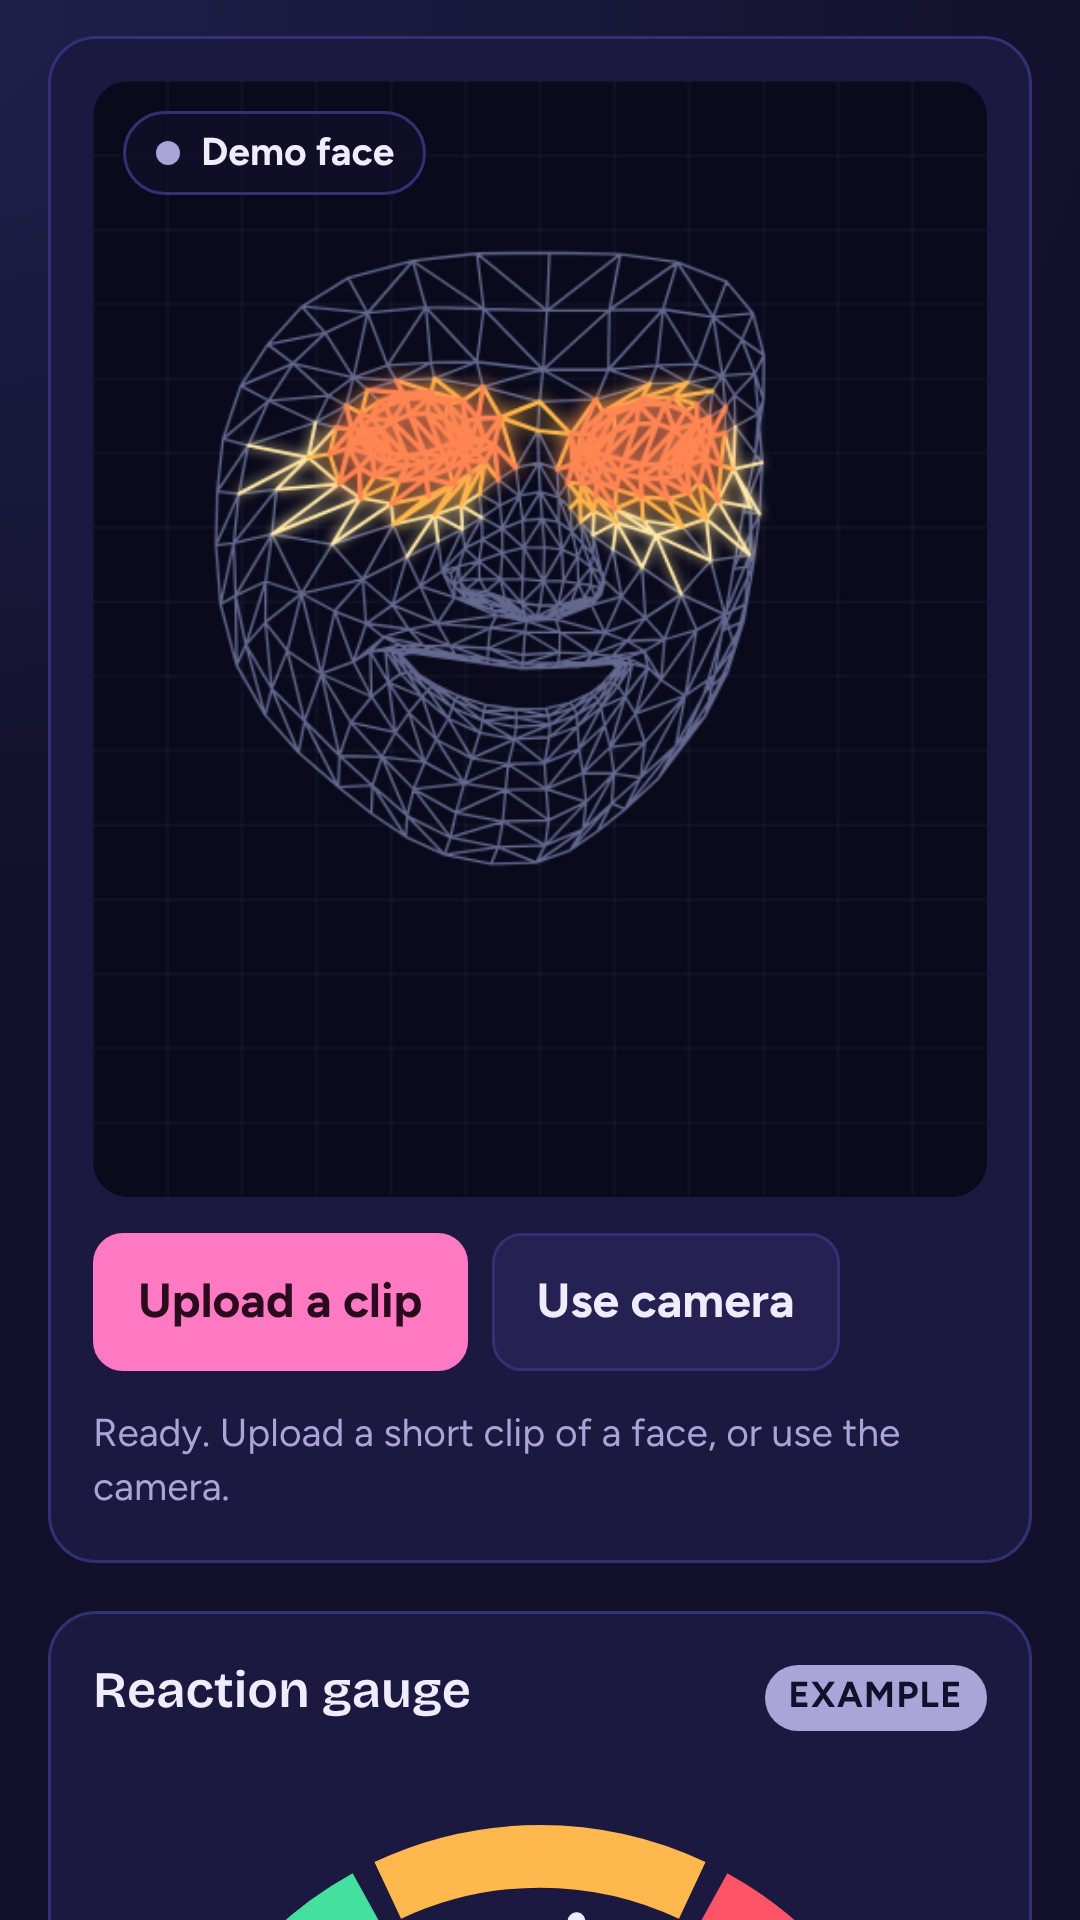 Demo face
Upload a clip
Use camera
Ready. Upload a short clip of a face, or use the
camera.
Reaction gauge
EXAMPLE